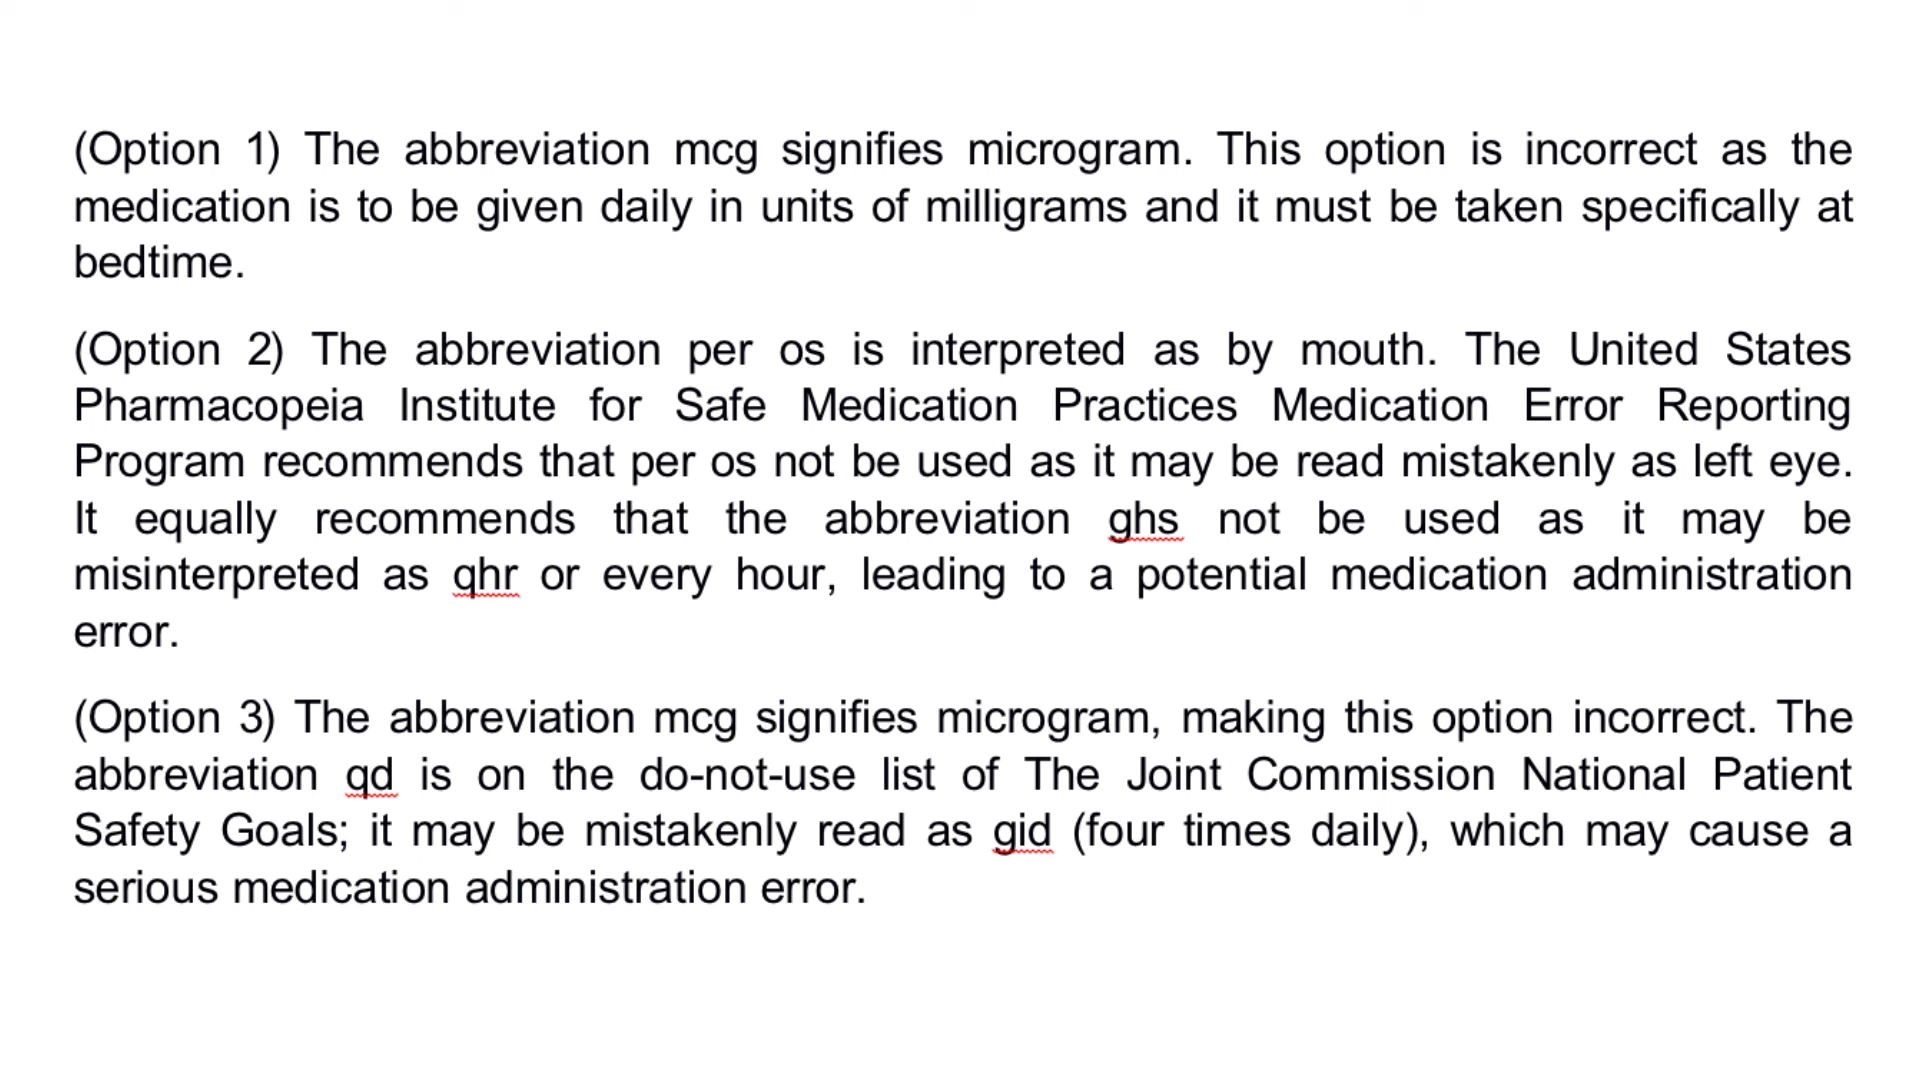 (Option 1) The abbreviation mcg signifies microgram. This option is incorrect as the
medication is to be given daily in units of milligrams and it must be taken specifically at
bedtime.
(Option 2) The abbreviation per os is interpreted as by mouth. The United States
Pharmacopeia Institute for Safe Medication Practices Medication Error Reporting
Program recommends that per os not be used as it may be read mistakenly as left eye.
It equally recommends that the abbreviation ghs not be used as it may be
misinterpreted as qhr or every hour, leading to a potential medication administration
error.
(Option 3) The abbreviation mcg signifies microgram, making this option incorrect. The
abbreviation qd is on the do-not-use list of The Joint Commission National Patient
Safety Goals; it may be mistakenly read as gid (four times daily), which may cause a
serious medication administration error.